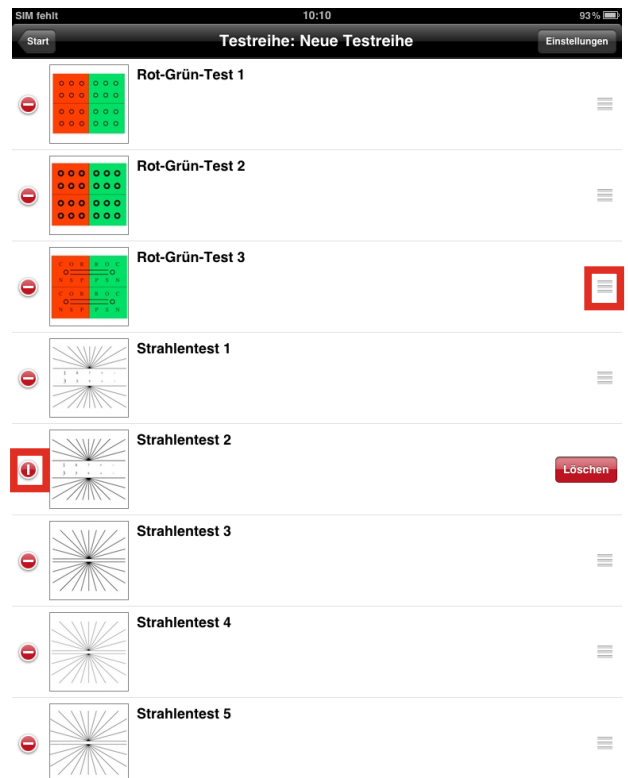 SIM fehlt 10:10 93 %
Start Testreihe: Neue Testreihe Einstellungen
Rot-Grün-Test 1
Rot-Grün-Test 2
Rot-Grün-Test 3
C O R R O C
N S P P S N
C O R R O C
N S P P S N
Strahlentest 1
Strahlentest 2
Löschen
Strahlentest 3
Strahlentest 4
Strahlentest 5